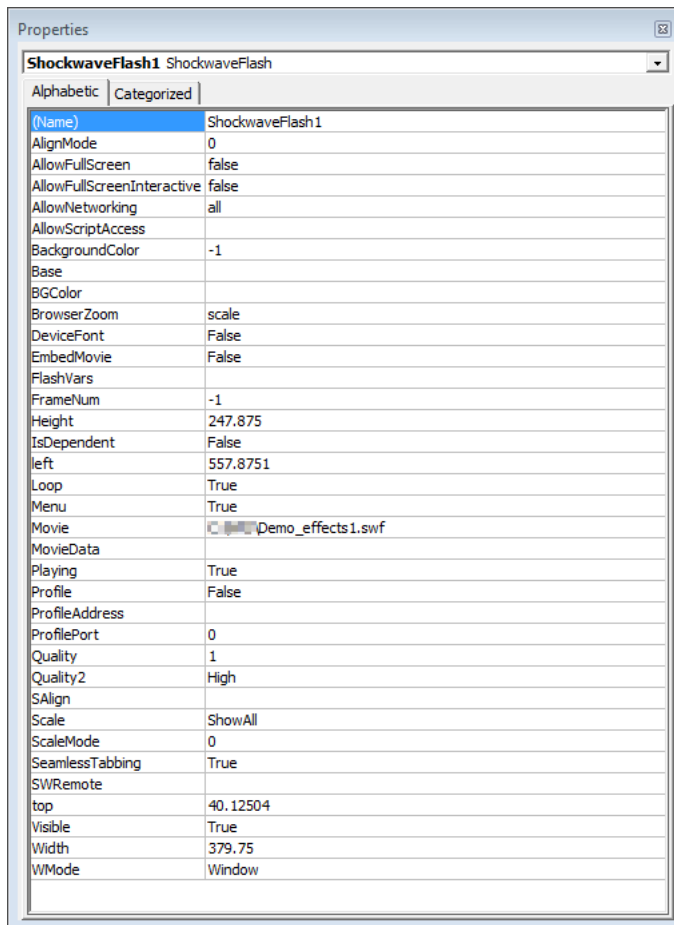 Properties
ShockwaveFlash1 ShockwaveFlash
Alphabetic Categorized
(Name) ShockwaveFlash1
AlignMode 0
AllowFullScreen false
AllowFullScreenInteractive false
AllowNetworking all
AllowScriptAccess
BackgroundColor -1
Base
BGColor
BrowserZoom scale
DeviceFont False
EmbedMovie False
FlashVars
FrameNum -1
Height 247.875
IsDependent False
left 557.8751
Loop True
Menu True
Movie \Demo_effects1.swf
MovieData
Playing True
Profile False
ProfileAddress
ProfilePort 0
Quality 1
Quality2 High
SAlign
Scale ShowAll
ScaleMode 0
SeamlessTabbing True
SWRemote
top 40.12504
Visible True
Width 379.75
WMode Window